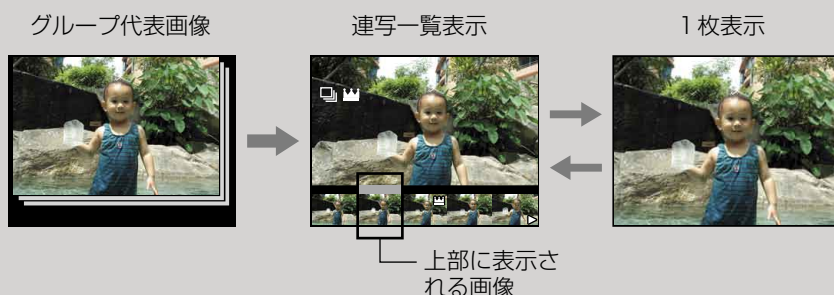 グループ代表画像
連写一覧表示
1枚表示
上部に表示さ
れる画像